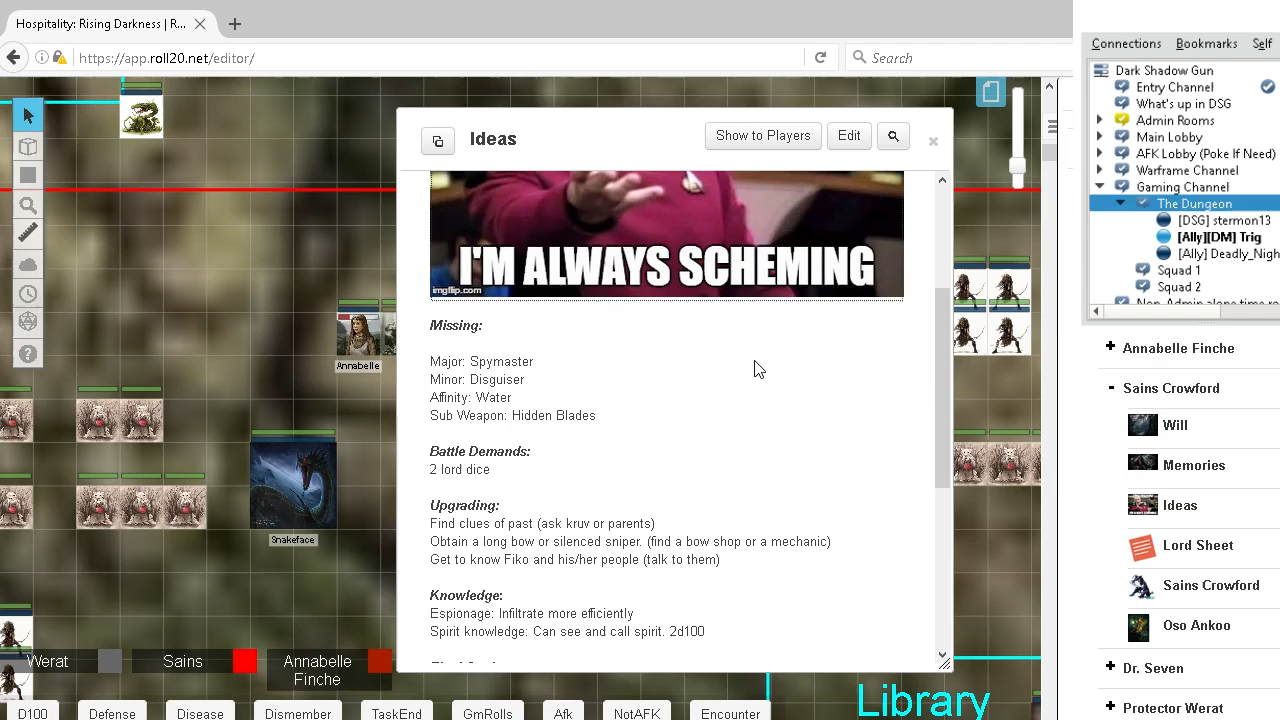 Hospitality: Rising Darkness | R...
https://app.roll20.net/editor/
Search
Ideas
Show to Players
Edit
I'M ALWAYS SCHEMING
imgflip.com
Missing:
Major: Spymaster
Minor: Disguiser
Affinity: Water
Sub Weapon: Hidden Blades
Battle Demands:
2 lord dice
Upgrading:
Find clues of past (ask kruv or parents)
Obtain a long bow or silenced sniper. (find a bow shop or a mechanic)
Get to know Fiko and his/her people (talk to them)
Knowledge:
Espionage: Infiltrate more efficiently
Spirit knowledge: Can see and call spirit. 2d100
Annabelle
Snakeface
Werat
Sains
Annabelle
Finche
Library
D100
Defense
Dismember
TaskEnd
GmRolls
Afk
NotAFK
Encounter
Connections Bookmarks Self
Dark Shadow Gun
Entry Channel
What's up in DSG
Admin Rooms
Main Lobby
AFK Lobby (Poke If Need)
Warframe Channel
Gaming Channel
The Dungeon
[DSG] stermon13
[Ally][DM] Trig
[Ally] Deadly_Nigh
Squad 1
Squad 2
Annabelle Finche
Sains Crowford
Will
Memories
Ideas
Lord Sheet
Sains Crowford
Oso Ankoo
Dr. Seven
Protector Werat